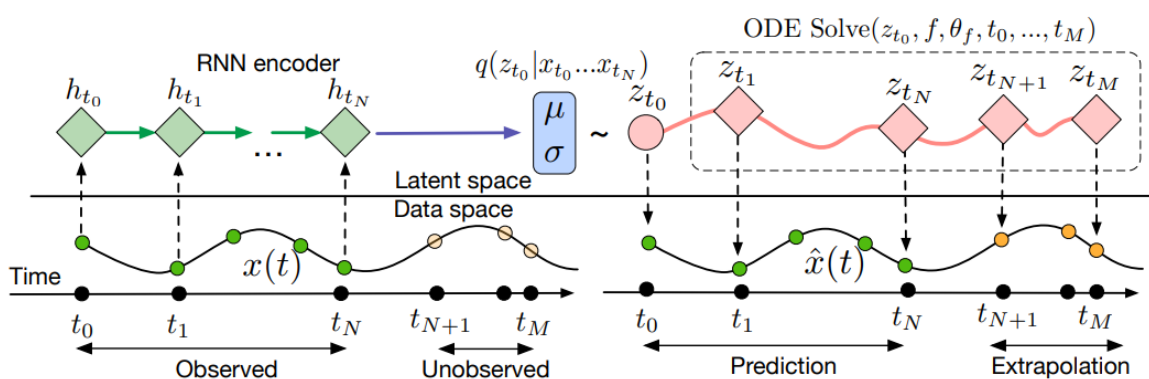 ODE Solve(z_{t_0}, f, θ_f, t_0, ..., t_M)
RNN encoder
q(z_{t_0}|x_{t_0}...x_{t_N})
h_{t_0} h_{t_1} h_{t_N}
z_{t_0} z_{t_1} z_{t_N} z_{t_{N+1}} z_{t_M}
μ
σ
~
...
Latent space
Data space
x(t)
x̂(t)
Time
t_0 t_1 t_N t_{N+1} t_M
t_0 t_1 t_N t_{N+1} t_M
Observed Unobserved
Prediction Extrapolation